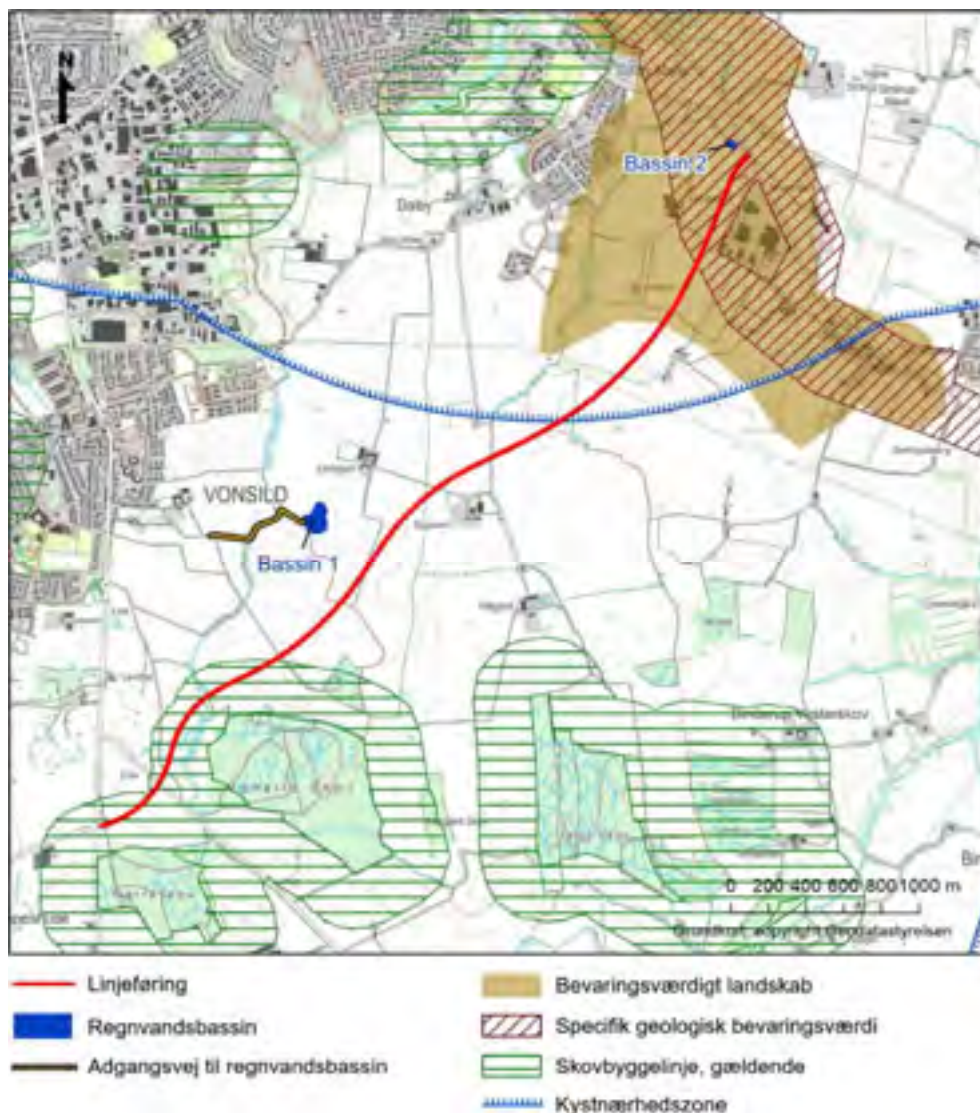 N
Bassin 2
Dalby
VONSILD
Bassin 1
0 200 400 600 800 1000 m
Grundkort, copyright Geodatastyrelsen
Linjeføring
Regnvandsbassin
Adgangsvej til regnvandsbassin
Bevaringsværdigt landskab
Specifik geologisk bevaringsværdi
Skovbyggelinje, gældende
Kystnærhedszone